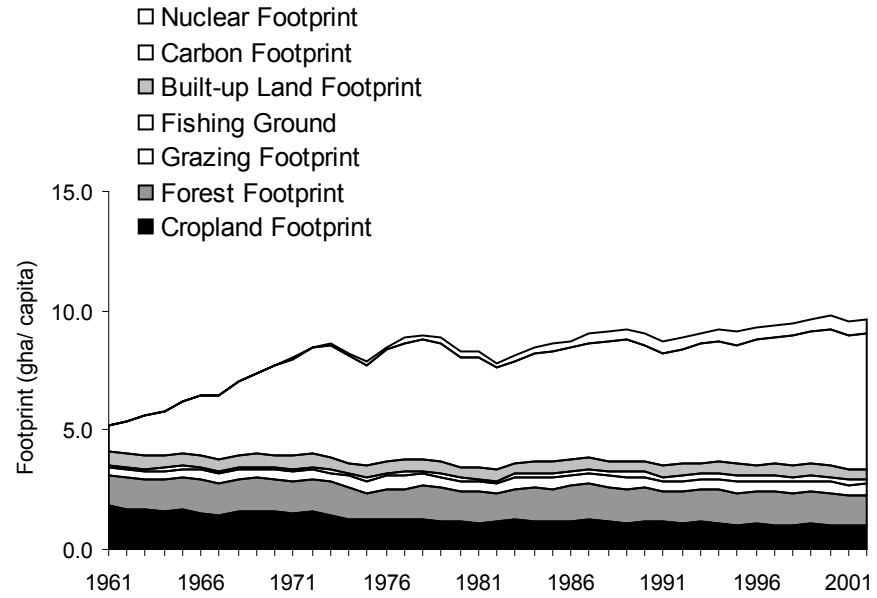 Nuclear Footprint
Carbon Footprint
Built-up Land Footprint
Fishing Ground
Grazing Footprint
Forest Footprint
Cropland Footprint
15.0
10.0
5.0
0.0
Footprint (gha/ capita)
1961 1966 1971 1976 1981 1986 1991 1996 2001